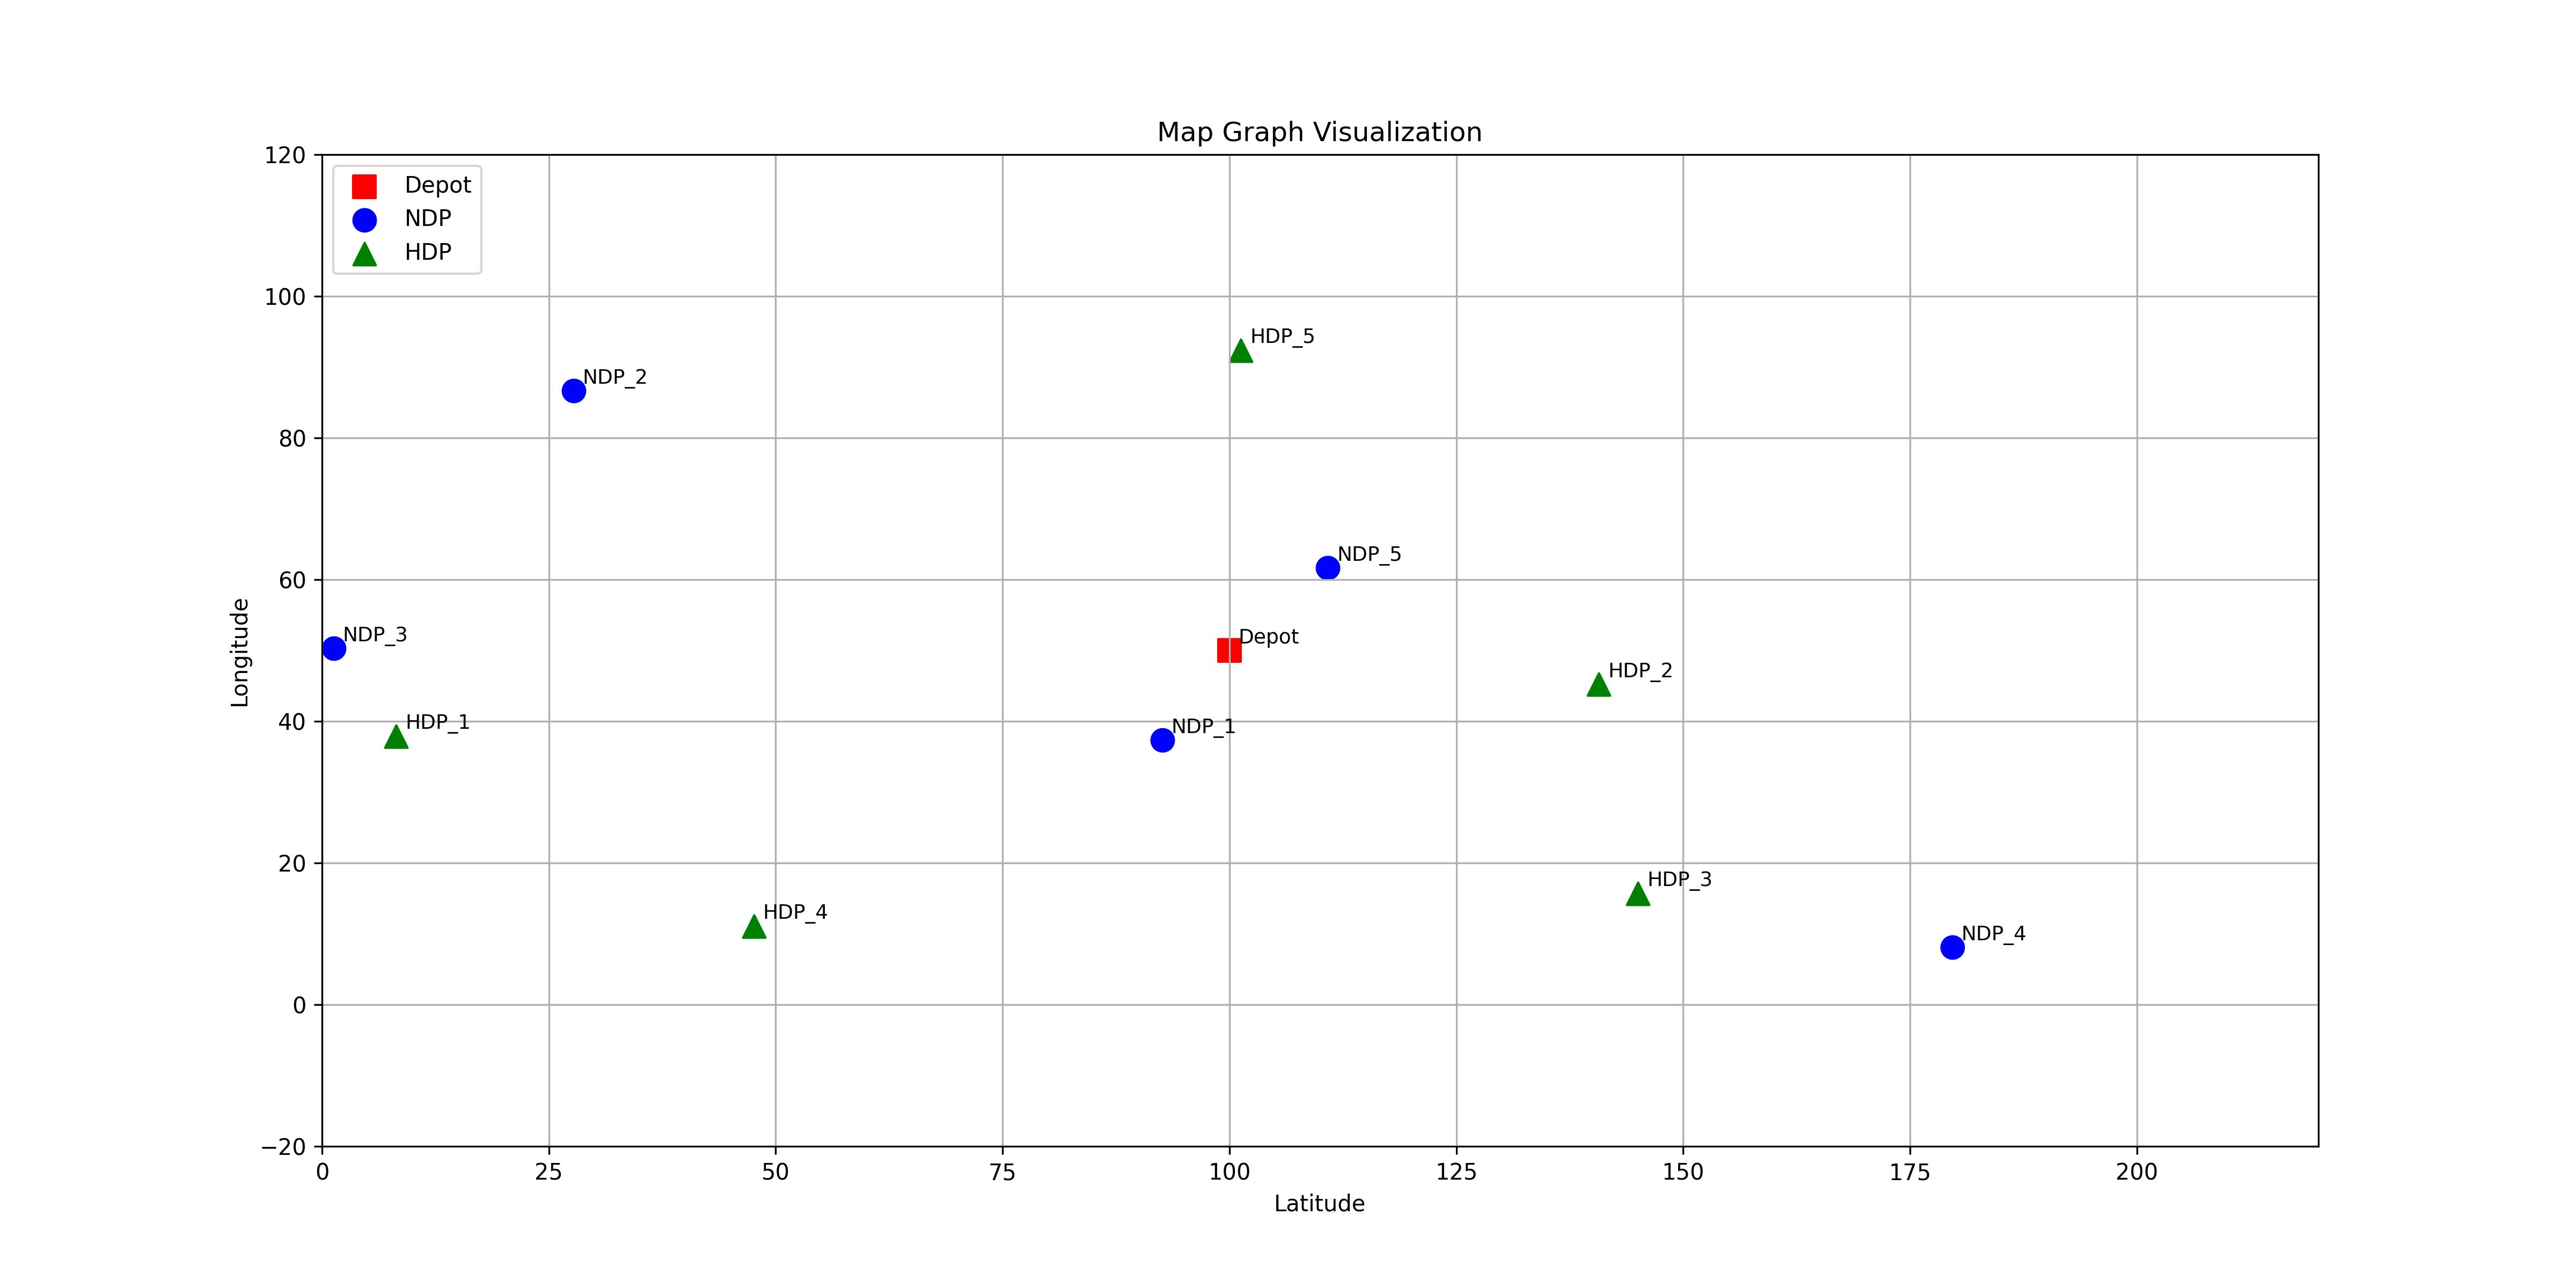 Map Graph Visualization
120
100
80
60
40
20
0
−20
Longitude
Depot
NDP
HDP
HDP_5
NDP_2
NDP_5
NDP_3
Depot
HDP_2
HDP_1
NDP_1
HDP_3
HDP_4
NDP_4
0 25 50 75 100 125 150 175 200
Latitude